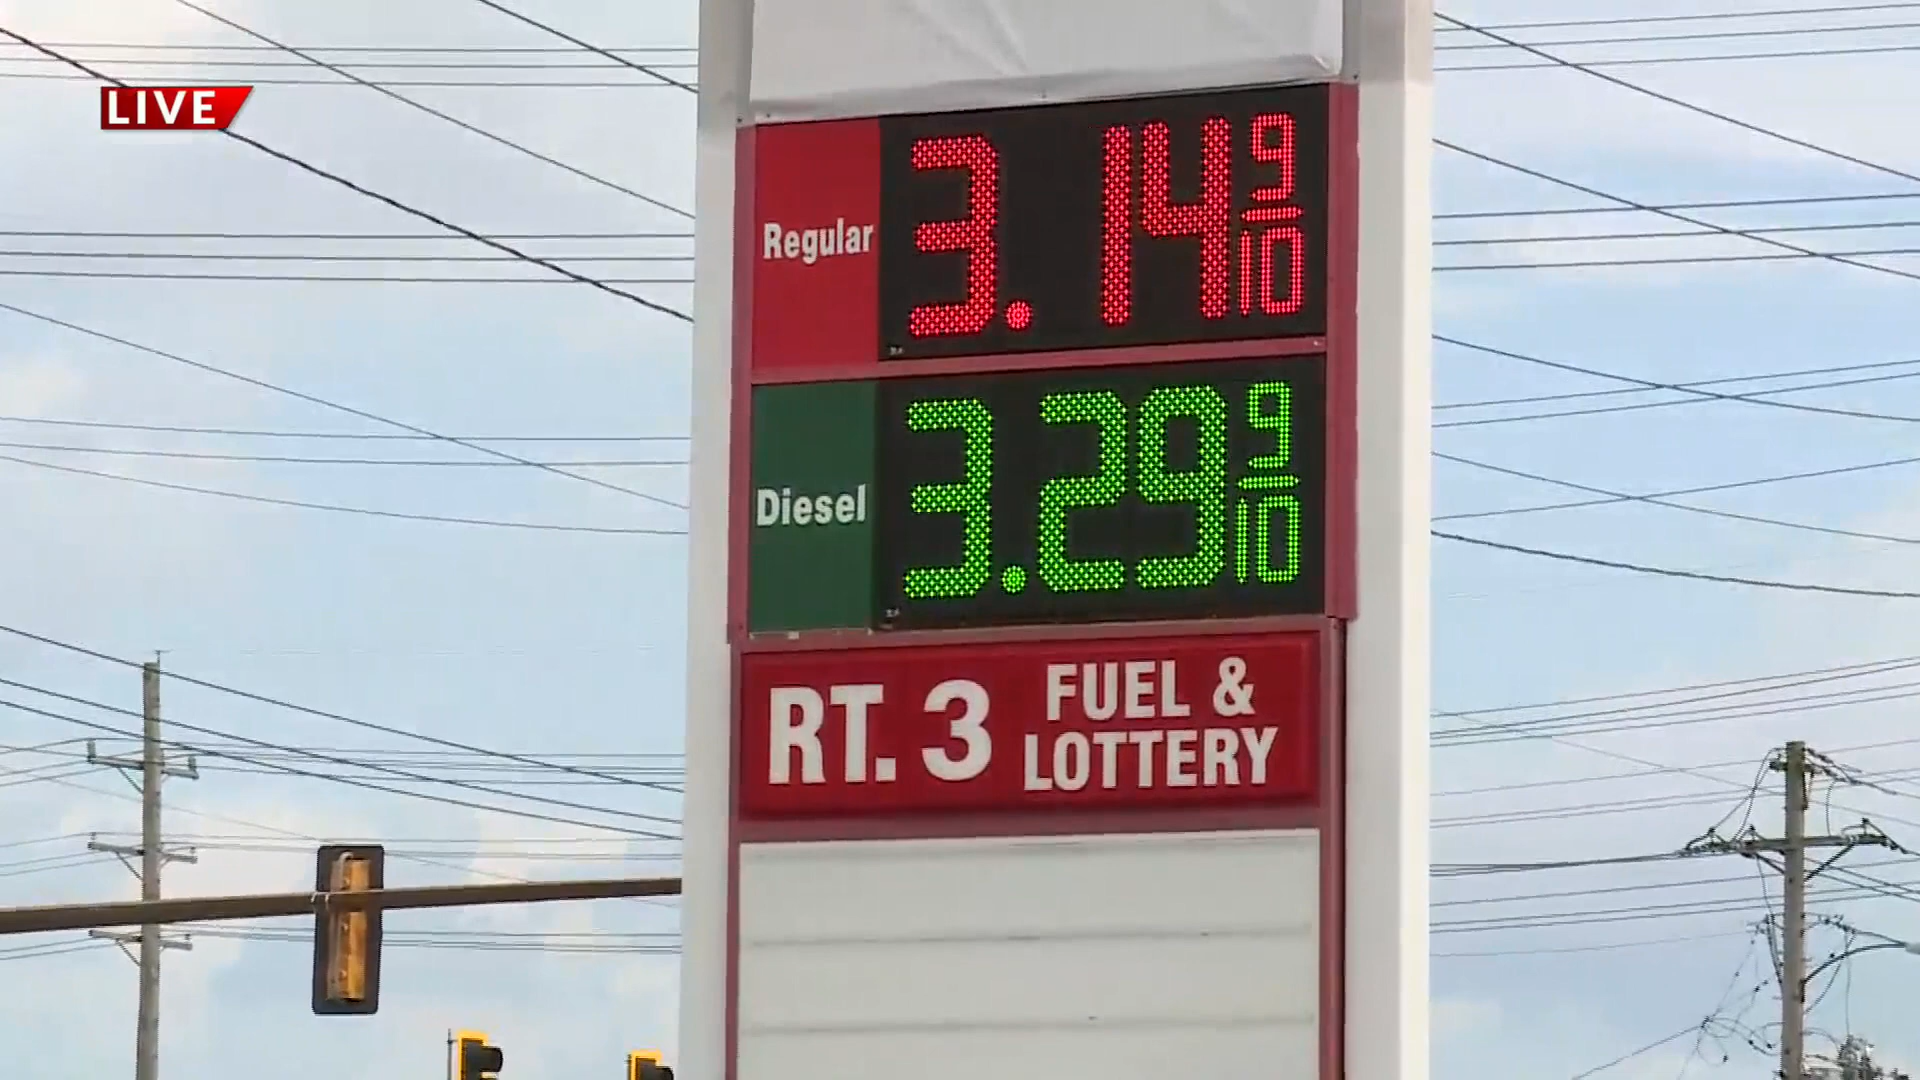 LIVE
Regular 3.14 9/10
Diesel 3.29 9/10
RT. 3 FUEL &
LOTTERY